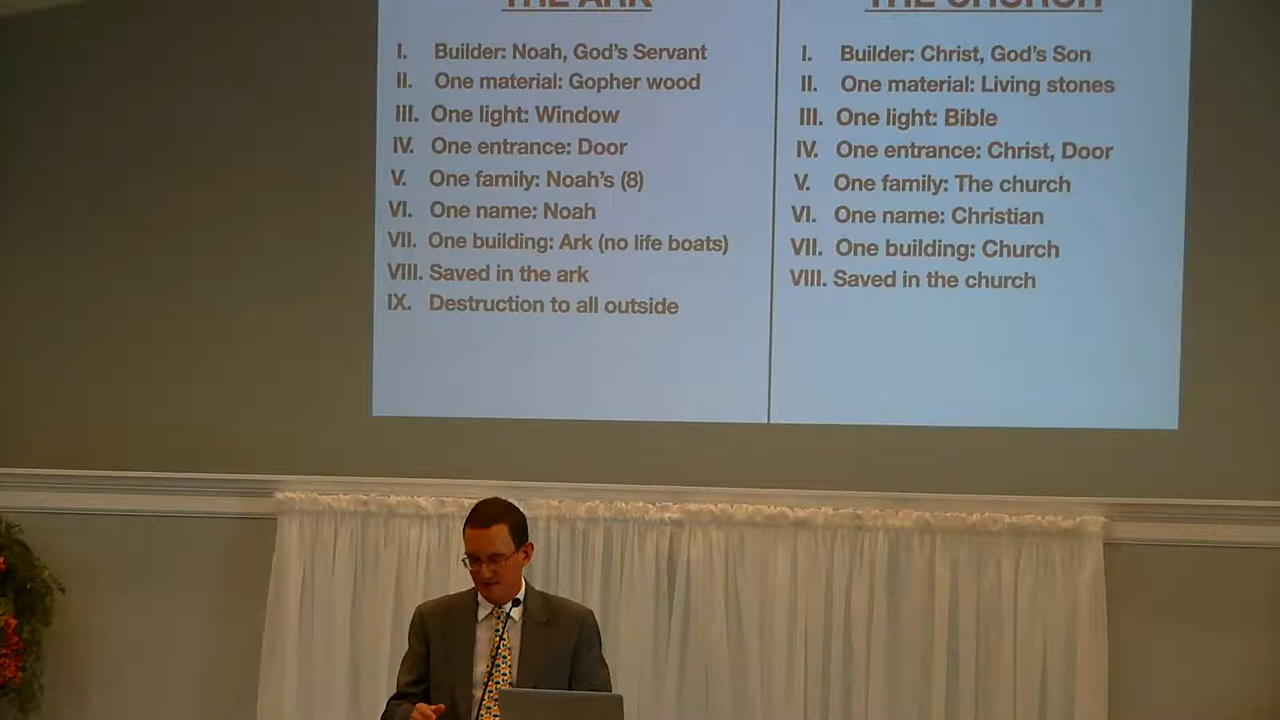 THE ARK
I. Builder: Noah, God's Servant
II. One material: Gopher wood
III. One light: Window
IV. One entrance: Door
V. One family: Noah's (8)
VI. One name: Noah
VII. One building: Ark (no life boats)
VIII. Saved in the ark
IX. Destruction to all outside
THE CHURCH
I. Builder: Christ, God's Son
II. One material: Living stones
III. One light: Bible
IV. One entrance: Christ, Door
V. One family: The church
VI. One name: Christian
VII. One building: Church
VIII. Saved in the church